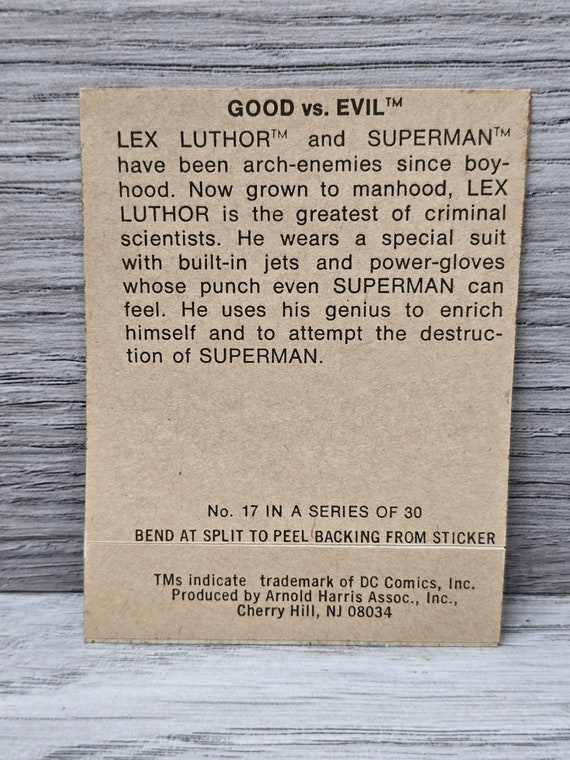 GOOD vs. EVIL™
LEX LUTHOR™ and SUPERMAN™
have been arch-enemies since boy-
hood. Now grown to manhood, LEX
LUTHOR is the greatest of criminal
scientists. He wears a special suit
with built-in jets and power-gloves
whose punch even SUPERMAN can
feel. He uses his genius to enrich
himself and to attempt the destruc-
tion of SUPERMAN.
No. 17 IN A SERIES OF 30
BEND AT SPLIT TO PEEL BACKING FROM STICKER
TMs indicate trademark of DC Comics, Inc.
Produced by Arnold Harris Assoc., Inc.,
Cherry Hill, NJ 08034